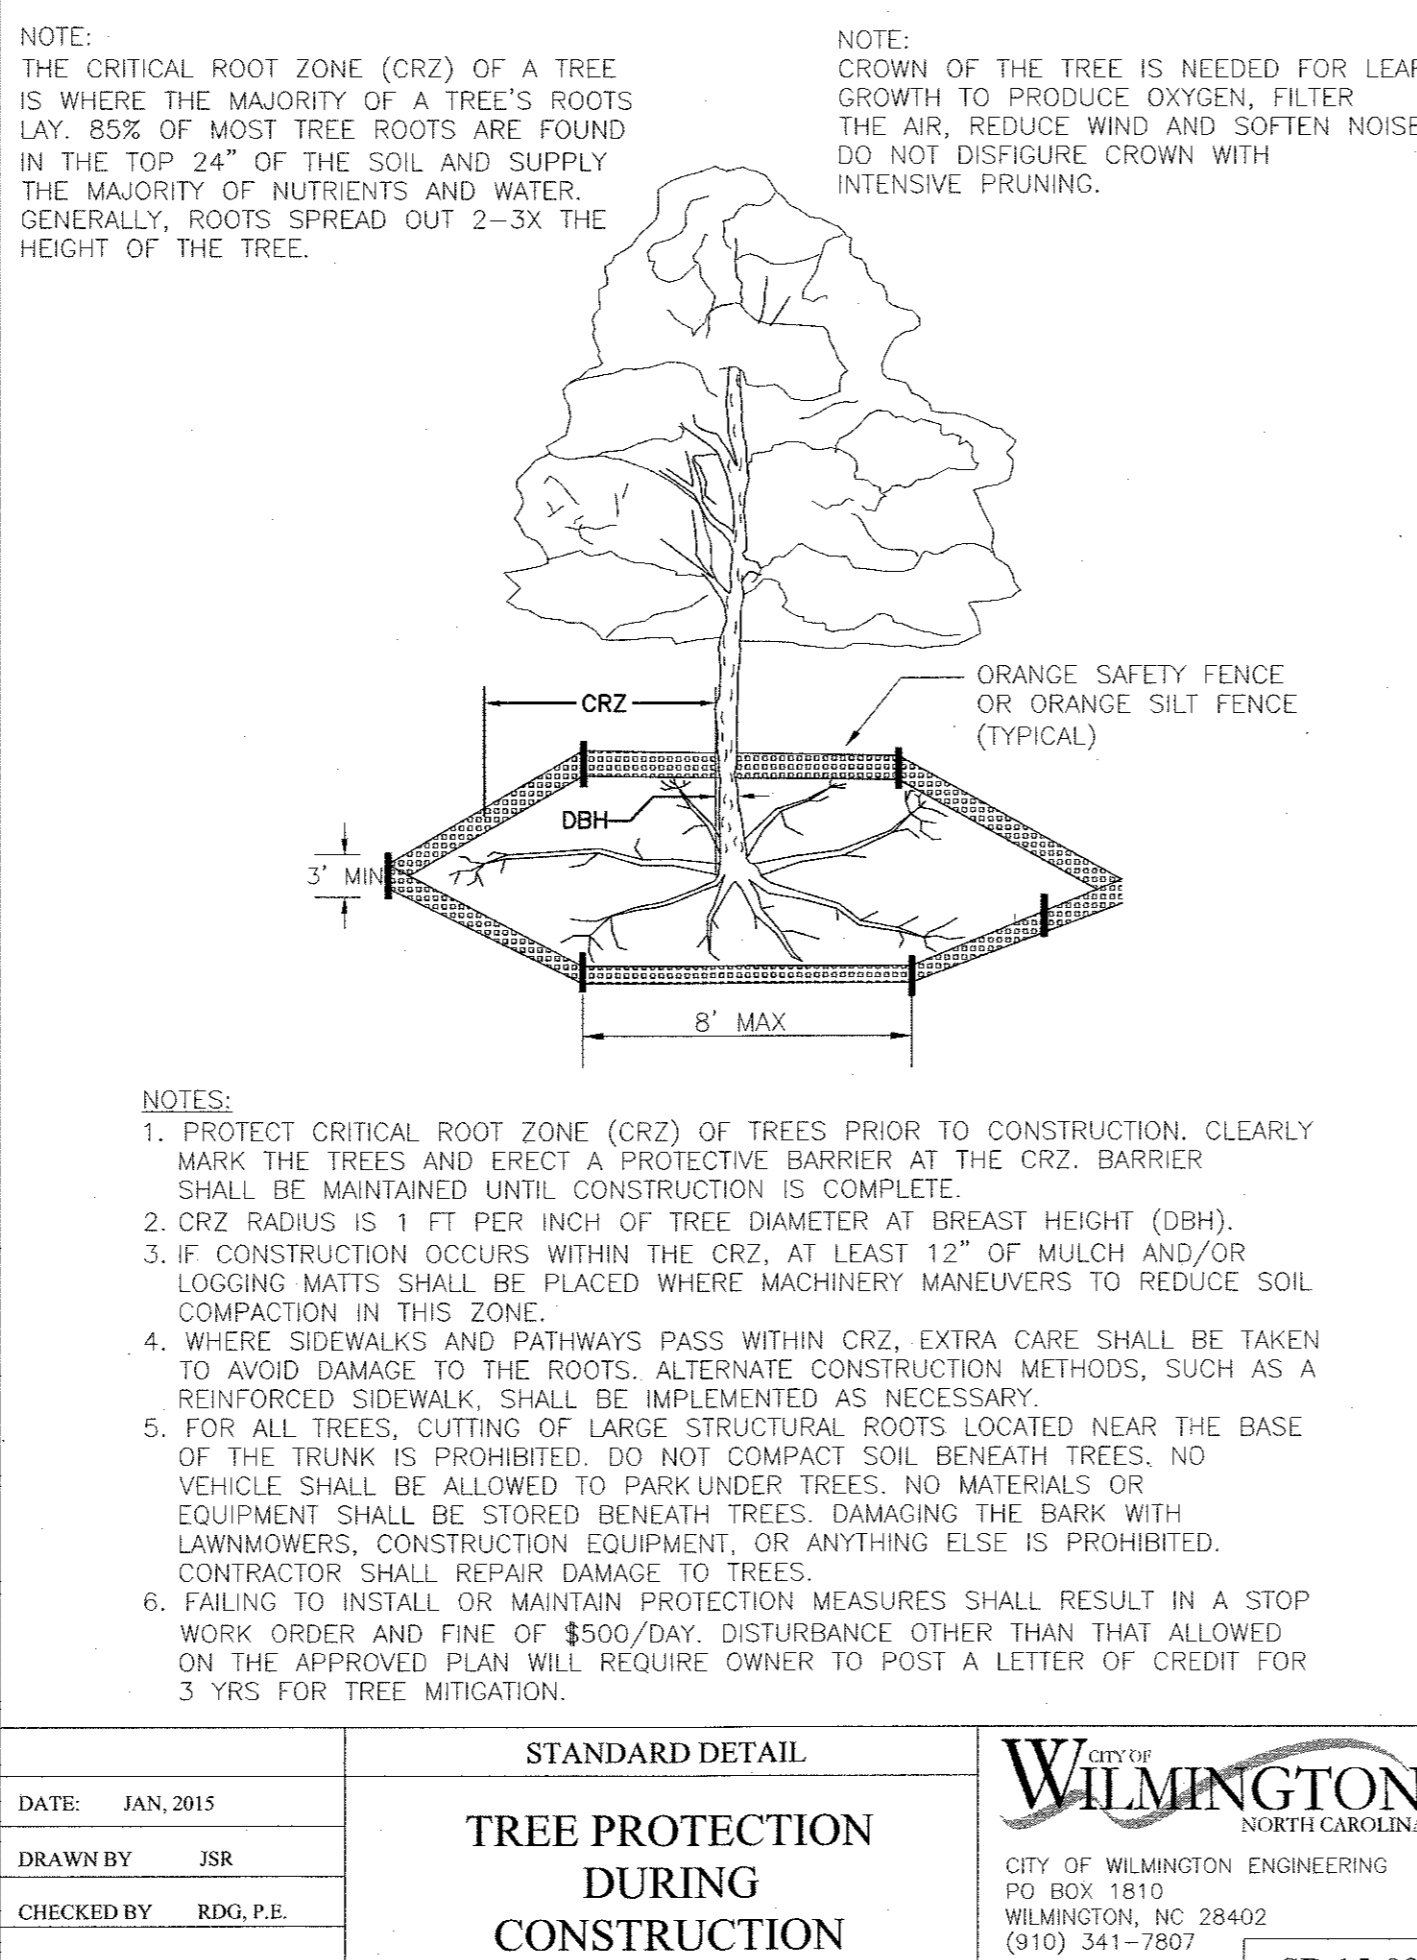 NOTE:
THE CRITICAL ROOT ZONE (CRZ) OF A TREE
IS WHERE THE MAJORITY OF A TREE'S ROOTS
LAY. 85% OF MOST TREE ROOTS ARE FOUND
IN THE TOP 24" OF THE SOIL AND SUPPLY
THE MAJORITY OF NUTRIENTS AND WATER.
GENERALLY, ROOTS SPREAD OUT 2-3X THE
HEIGHT OF THE TREE.
NOTE:
CROWN OF THE TREE IS NEEDED FOR LEAF
GROWTH TO PRODUCE OXYGEN, FILTER
THE AIR, REDUCE WIND AND SOFTEN NOISE
DO NOT DISFIGURE CROWN WITH
INTENSIVE PRUNING.
ORANGE SAFETY FENCE
OR ORANGE SILT FENCE
(TYPICAL)
CRZ
DBH
3' MIN
8' MAX
NOTES:
1. PROTECT CRITICAL ROOT ZONE (CRZ) OF TREES PRIOR TO CONSTRUCTION. CLEARLY
MARK THE TREES AND ERECT A PROTECTIVE BARRIER AT THE CRZ. BARRIER
SHALL BE MAINTAINED UNTIL CONSTRUCTION IS COMPLETE.
2. CRZ RADIUS IS 1 FT PER INCH OF TREE DIAMETER AT BREAST HEIGHT (DBH).
3. IF CONSTRUCTION OCCURS WITHIN THE CRZ, AT LEAST 12" OF MULCH AND/OR
LOGGING MATTS SHALL BE PLACED WHERE MACHINERY MANEUVERS TO REDUCE SOIL
COMPACTION IN THIS ZONE.
4. WHERE SIDEWALKS AND PATHWAYS PASS WITHIN CRZ, EXTRA CARE SHALL BE TAKEN
TO AVOID DAMAGE TO THE ROOTS. ALTERNATE CONSTRUCTION METHODS, SUCH AS A
REINFORCED SIDEWALK, SHALL BE IMPLEMENTED AS NECESSARY.
5. FOR ALL TREES, CUTTING OF LARGE STRUCTURAL ROOTS LOCATED NEAR THE BASE
OF THE TRUNK IS PROHIBITED. DO NOT COMPACT SOIL BENEATH TREES. NO
VEHICLE SHALL BE ALLOWED TO PARK UNDER TREES. NO MATERIALS OR
EQUIPMENT SHALL BE STORED BENEATH TREES. DAMAGING THE BARK WITH
LAWNMOWERS, CONSTRUCTION EQUIPMENT, OR ANYTHING ELSE IS PROHIBITED.
CONTRACTOR SHALL REPAIR DAMAGE TO TREES.
6. FAILING TO INSTALL OR MAINTAIN PROTECTION MEASURES SHALL RESULT IN A STOP
WORK ORDER AND FINE OF $500/DAY. DISTURBANCE OTHER THAN THAT ALLOWED
ON THE APPROVED PLAN WILL REQUIRE OWNER TO POST A LETTER OF CREDIT FOR
3 YRS FOR TREE MITIGATION.
DATE: JAN, 2015
DRAWN BY JSR
CHECKED BY RDG, P.E.
STANDARD DETAIL
TREE PROTECTION
DURING
CONSTRUCTION
CITY OF
WILMINGTON
NORTH CAROLINA
CITY OF WILMINGTON ENGINEERING
PO BOX 1810
WILMINGTON, NC 28402
(910) 341-7807